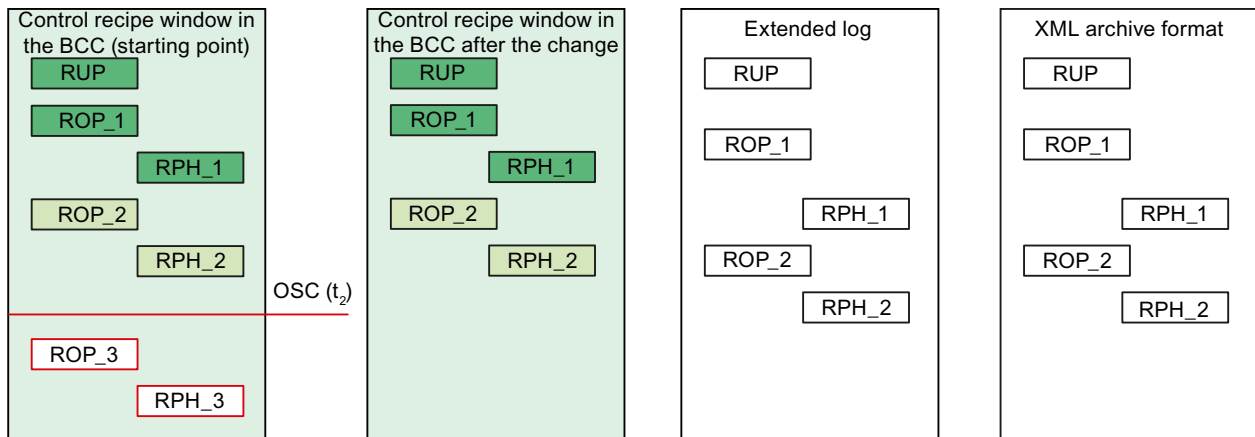 Control recipe window in
the BCC (starting point)
RUP
ROP_1
RPH_1
ROP_2
RPH_2
OSC (t2)
ROP_3
RPH_3
Control recipe window in
the BCC after the change
RUP
ROP_1
RPH_1
ROP_2
RPH_2
Extended log
RUP
ROP_1
RPH_1
ROP_2
RPH_2
XML archive format
RUP
ROP_1
RPH_1
ROP_2
RPH_2